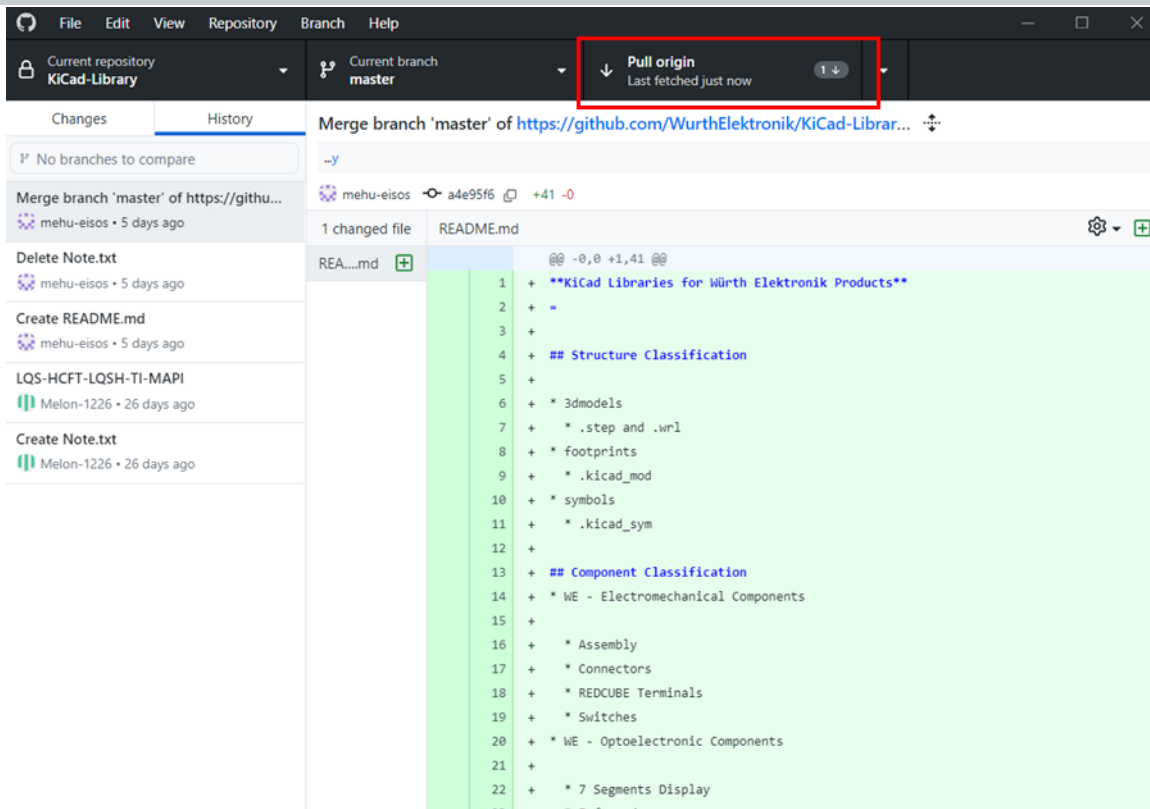 File Edit View Repository Branch Help
Current repository
KiCad-Library
Current branch
master
Pull origin
Last fetched just now
1
Changes History
No branches to compare
Merge branch 'master' of https://githu...
mehu-eisos • 5 days ago
Delete Note.txt
mehu-eisos • 5 days ago
Create README.md
mehu-eisos • 5 days ago
LQS-HCFT-LQSH-TI-MAPI
Melon-1226 • 26 days ago
Create Note.txt
Melon-1226 • 26 days ago
Merge branch 'master' of https://github.com/WurthElektronik/KiCad-Librar...
…y
mehu-eisos a4e95f6 +41 -0
1 changed file
REA....md
README.md
@@ -0,0 +1,41 @@
1 + **KiCad Libraries for Würth Elektronik Products**
2 + =
3 +
4 + ## Structure Classification
5 +
6 + * 3dmodels
7 + * .step and .wrl
8 + * footprints
9 + * .kicad_mod
10 + * symbols
11 + * .kicad_sym
12 +
13 + ## Component Classification
14 + * WE - Electromechanical Components
15 +
16 + * Assembly
17 + * Connectors
18 + * REDCUBE Terminals
19 + * Switches
20 + * WE - Optoelectronic Components
21 +
22 + * 7 Segments Display